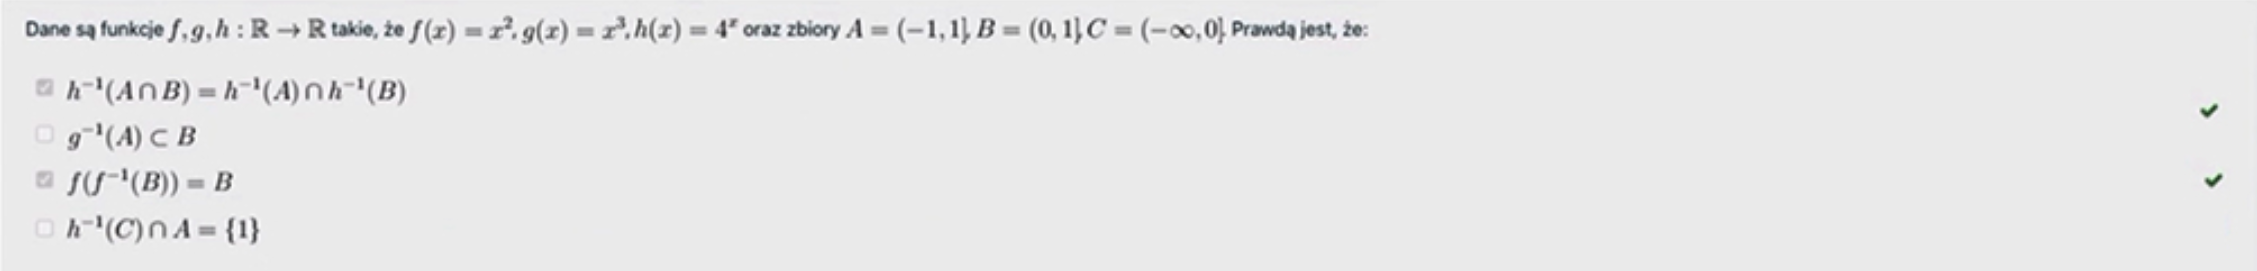 Dane są funkcje f, g, h : ℝ → ℝ takie, że f(x) = x², g(x) = x³, h(x) = 4ˣ oraz zbiory A = (−1, 1], B = (0, 1], C = (−∞, 0]. Prawdą jest, że:
h⁻¹(A ∩ B) = h⁻¹(A) ∩ h⁻¹(B)
g⁻¹(A) ⊂ B
f(f⁻¹(B)) = B
h⁻¹(C) ∩ A = {1}